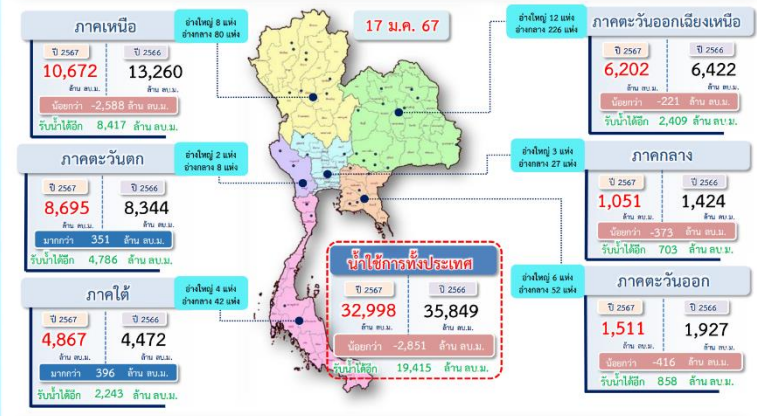 17 ม.ค. 67
ภาคเหนือ
อ่างใหญ่ 8 แห่ง
อ่างกลาง 80 แห่ง
ปี 2567 ปี 2566
10,672 13,260
ล้าน ลบ.ม. ล้าน ลบ.ม.
น้อยกว่า -2,588 ล้าน ลบ.ม.
รับน้ำได้อีก 8,417 ล้าน ลบ.ม.
ภาคตะวันตก
อ่างใหญ่ 2 แห่ง
อ่างกลาง 8 แห่ง
ปี 2567 ปี 2566
8,695 8,344
ล้าน ลบ.ม. ล้าน ลบ.ม.
มากกว่า 351 ล้าน ลบ.ม.
รับน้ำได้อีก 4,786 ล้าน ลบ.ม.
ภาคใต้
อ่างใหญ่ 4 แห่ง
อ่างกลาง 42 แห่ง
ปี 2567 ปี 2566
4,867 4,472
ล้าน ลบ.ม. ล้าน ลบ.ม.
มากกว่า 396 ล้าน ลบ.ม.
รับน้ำได้อีก 2,243 ล้าน ลบ.ม.
น้ำใช้การทั้งประเทศ
ปี 2567 ปี 2566
32,998 35,849
ล้าน ลบ.ม. ล้าน ลบ.ม.
น้อยกว่า -2,851 ล้าน ลบ.ม.
รับน้ำได้อีก 19,415 ล้าน ลบ.ม.
อ่างใหญ่ 12 แห่ง
อ่างกลาง 226 แห่ง
ภาคตะวันออกเฉียงเหนือ
ปี 2567 ปี 2566
6,202 6,422
ล้าน ลบ.ม. ล้าน ลบ.ม.
น้อยกว่า -221 ล้าน ลบ.ม.
รับน้ำได้อีก 2,409 ล้าน ลบ.ม.
อ่างใหญ่ 3 แห่ง
อ่างกลาง 27 แห่ง
ภาคกลาง
ปี 2567 ปี 2566
1,051 1,424
ล้าน ลบ.ม. ล้าน ลบ.ม.
น้อยกว่า -373 ล้าน ลบ.ม.
รับน้ำได้อีก 703 ล้าน ลบ.ม.
อ่างใหญ่ 6 แห่ง
อ่างกลาง 52 แห่ง
ภาคตะวันออก
ปี 2567 ปี 2566
1,511 1,927
ล้าน ลบ.ม. ล้าน ลบ.ม.
น้อยกว่า -416 ล้าน ลบ.ม.
รับน้ำได้อีก 858 ล้าน ลบ.ม.